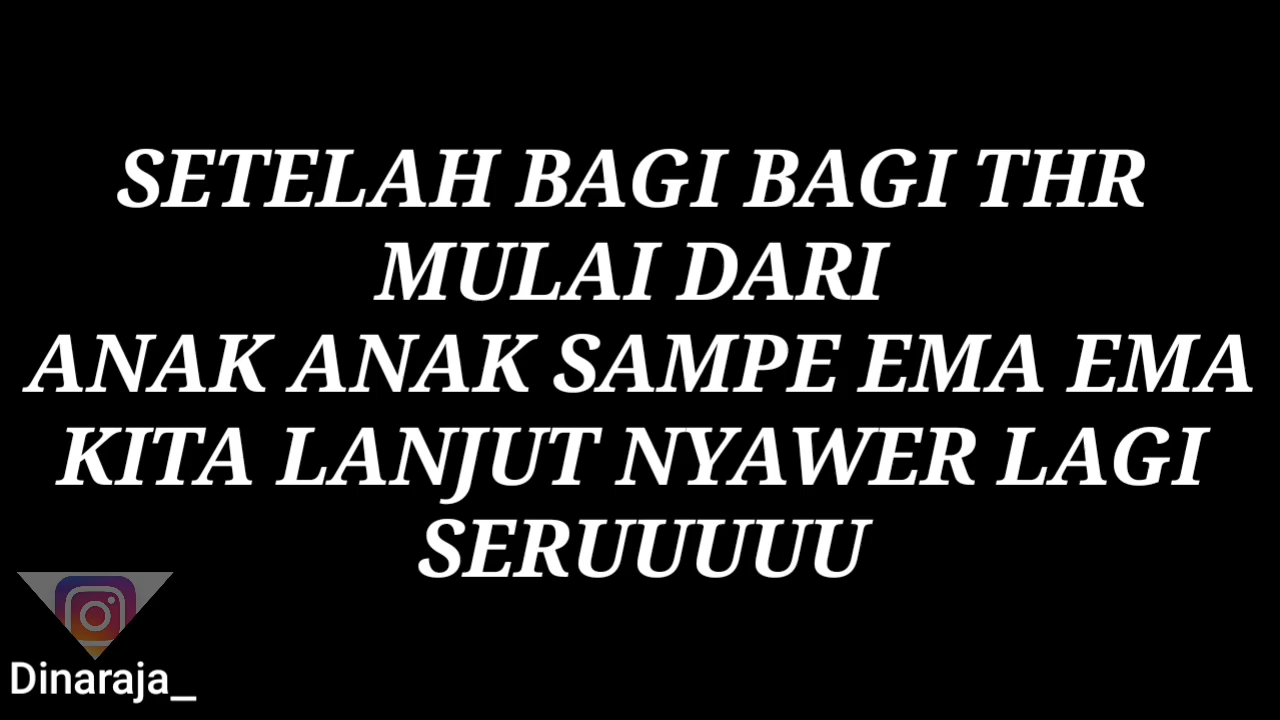 SETELAH BAGI BAGI THR
MULAI DARI
ANAK ANAK SAMPE EMA EMA
KITA LANJUT NYAWER LAGI
SERUUUUU
Dinaraja_